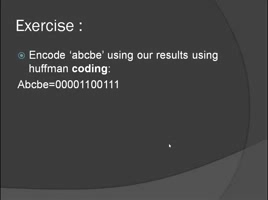 Exercise :
Encode 'abcbe' using our results using
huffman coding:
Abcbe=00001100111